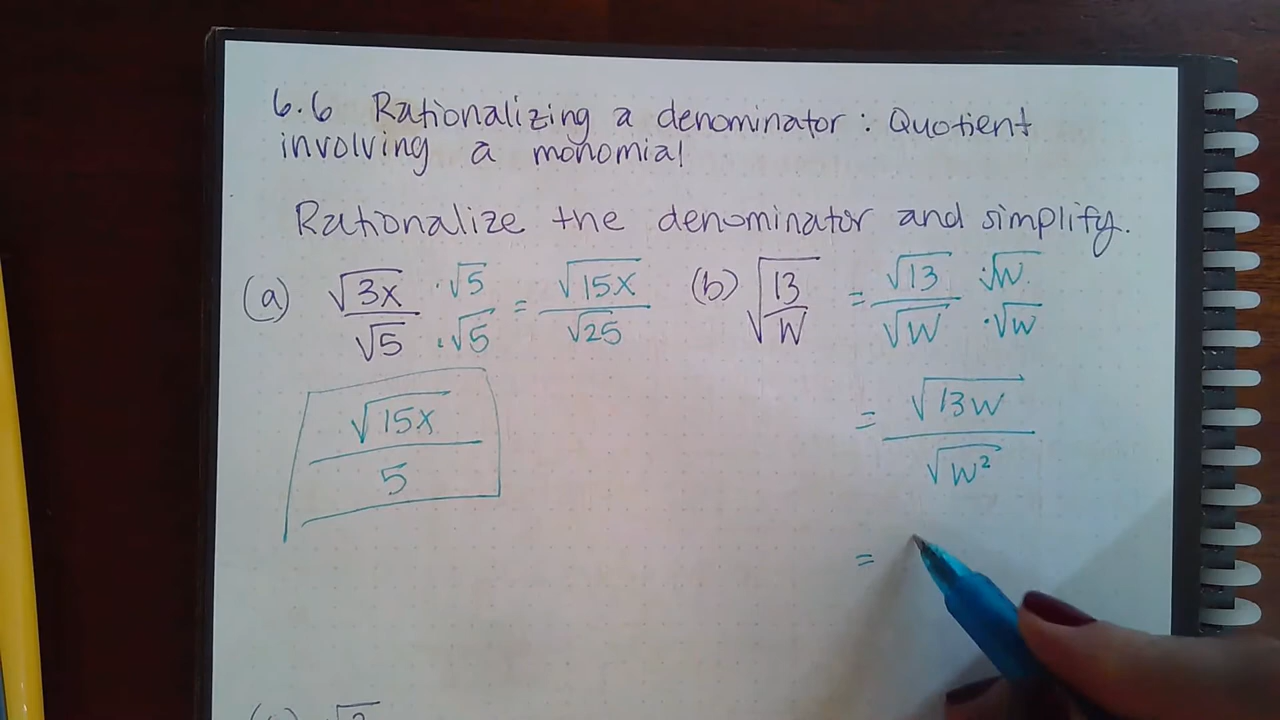 6.6 Rationalizing a denominator: Quotient
involving a monomial
Rationalize the denominator and simplify.
(a) √3x/√5 ·√5/·√5 = √15x/√25
√15x/5
(b) √13/W = √13/√W ·√W/·√W
= √13W/√W²
=